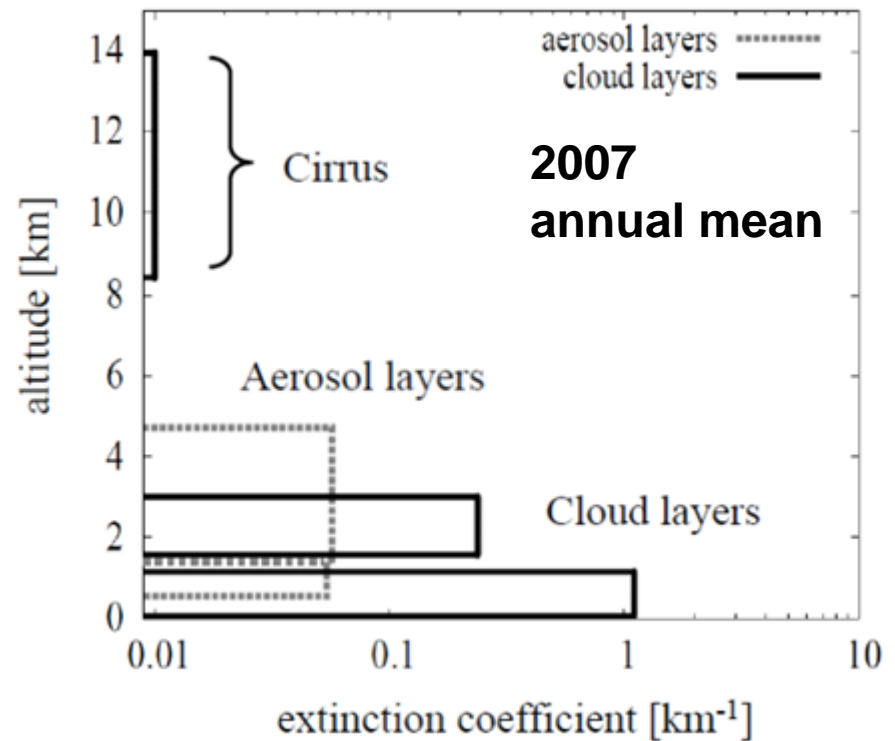 aerosol layers
cloud layers
2007
annual mean
Cirrus
Aerosol layers
Cloud layers
altitude [km]
14
12
10
8
6
4
2
0
0.01 0.1 1 10
extinction coefficient [km⁻¹]